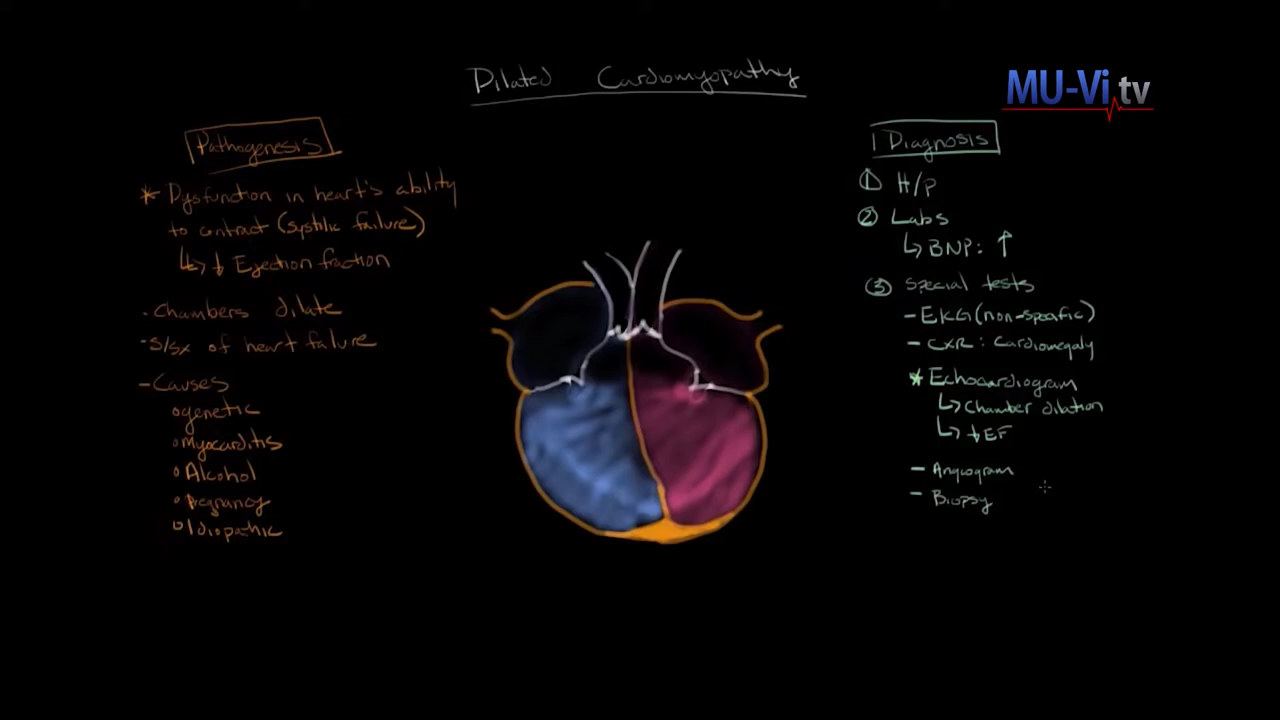 Dilated Cardiomyopathy
MU-Vi.tv
Pathogenesis
* Dysfunction in heart's ability
to contract (systilic failure)
↳ ↓ Ejection fraction
- Chambers dilate
- S/Sx of heart failure
- Causes
o genetic
o Myocarditis
o Alcohol
o Pregnancy
o Idiopathic
Diagnosis
① H/P
② Labs
↳ BNP: ↑
③ Special tests
- EKG (non-specific)
- CXR: Cardiomegaly
* Echocardiogram
↳ Chamber dilation
↳ ↓ EF
- Angiogram
- Biopsy